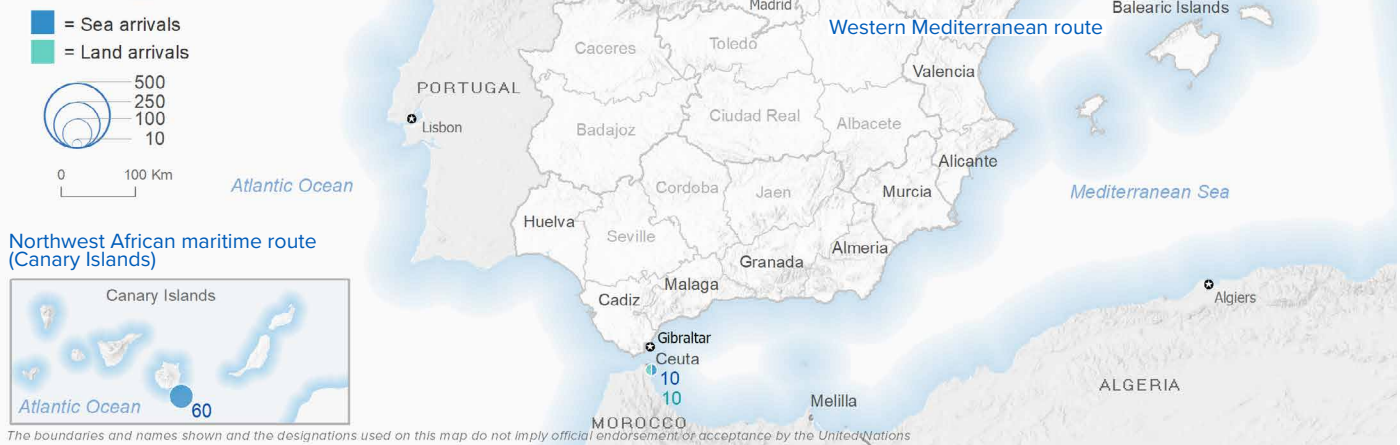 Madrid
Balearic Islands
= Sea arrivals
Western Mediterranean route
Caceres
Toledo
= Land arrivals
Valencia
500
PORTUGAL
250
100
Ciudad Real
Albacete
Lisbon
Badajoz
10
Alicante
0
100 Km
Atlantic Ocean
Cordoba
Jaen
Murcia
Mediterranean Sea
Huelva
Seville
Almeria
Northwest African maritime route
(Canary Islands)
Granada
Malaga
Canary Islands
Cadiz
Algiers
Gibraltar
Ceuta
10
10
ALGERIA
Atlantic Ocean
60
Melilla
MOROCCO
The boundaries and names shown and the designations used on this map do not imply official endorsement or acceptance by the United Nations